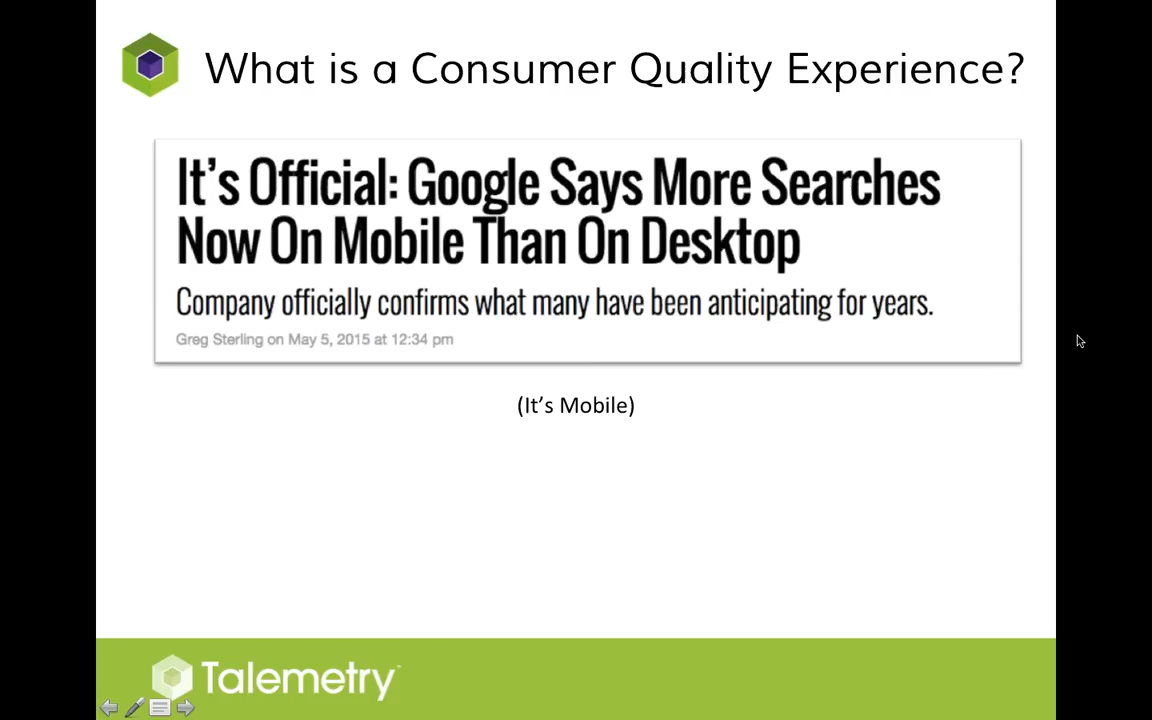 What is a Consumer Quality Experience?
It's Official: Google Says More Searches
Now On Mobile Than On Desktop
Company officially confirms what many have been anticipating for years.
Greg Sterling on May 5, 2015 at 12:34 pm
(It's Mobile)
Talemetry